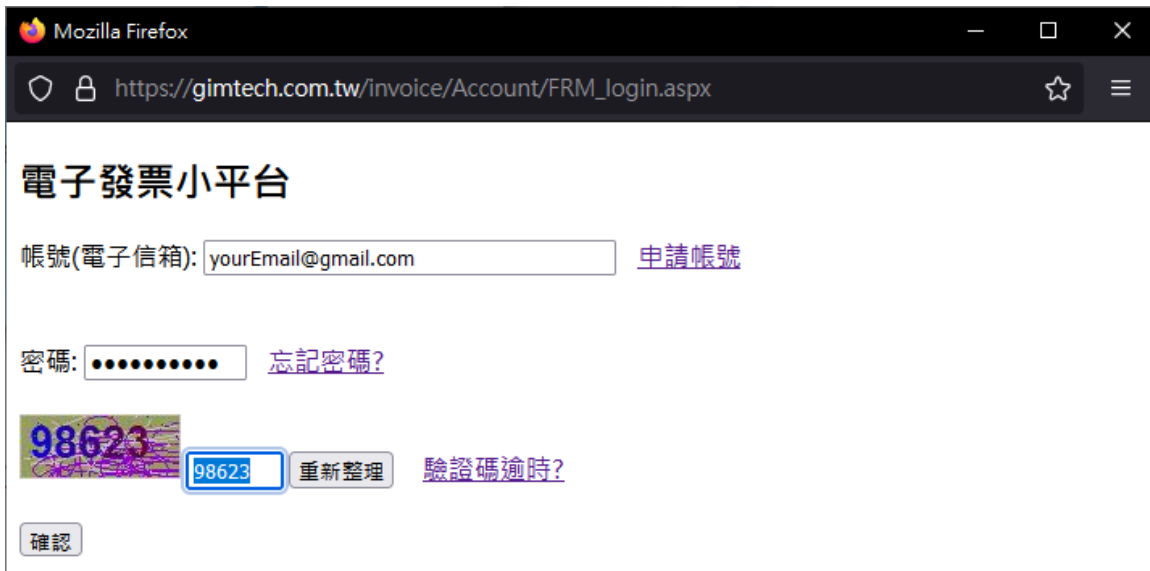 Mozilla Firefox
https://gimtech.com.tw/invoice/Account/FRM_login.aspx
電子發票小平台
帳號(電子信箱): yourEmail@gmail.com 申請帳號
密碼: ●●●●●●●●●● 忘記密碼?
98623 98623 重新整理 驗證碼逾時?
確認